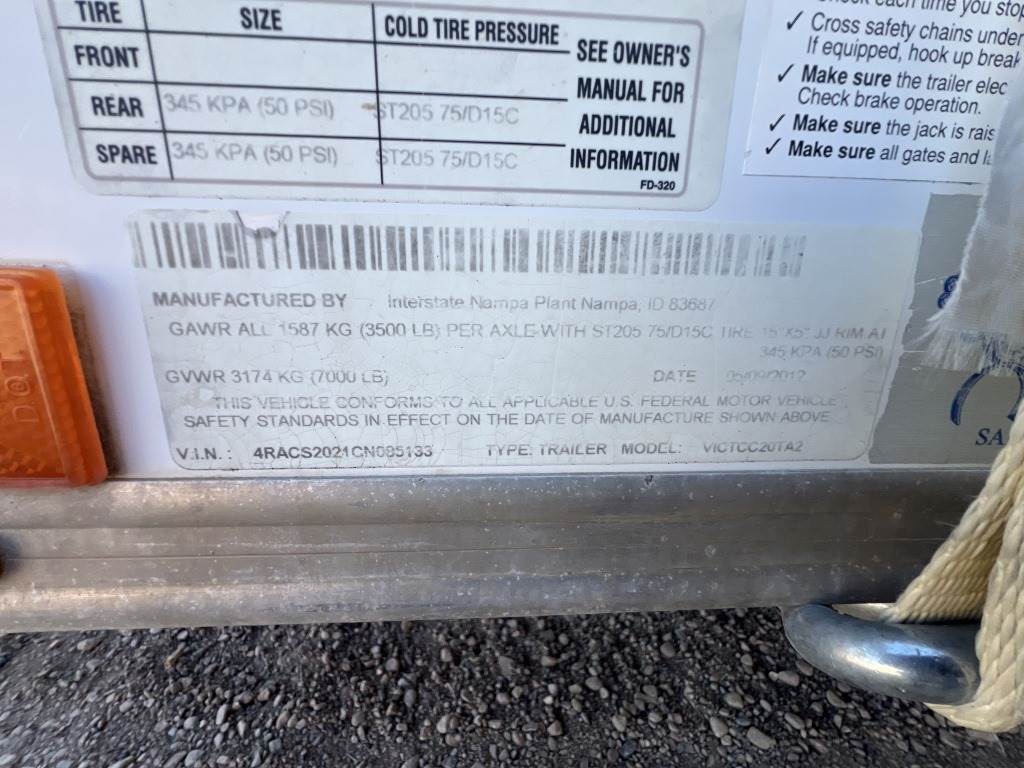 TIRE SIZE COLD TIRE PRESSURE
FRONT
REAR 345 KPA (50 PSI) ST205 75/D15C
SPARE 345 KPA (50 PSI) ST205 75/D15C
SEE OWNER'S
MANUAL FOR
ADDITIONAL
INFORMATION
FD-320
each time you stop
✓ Cross safety chains under
If equipped, hook up break
✓ Make sure the trailer elec
Check brake operation.
✓ Make sure the jack is rais
✓ Make sure all gates and la
MANUFACTURED BY Interstate Nampa Plant Nampa, ID 83687
GAWR ALL 1587 KG (3500 LB) PER AXLE WITH ST205 75/D15C TIRE 15 X5" JJ RIM AT
345 KPA (50 PSI)
GVWR 3174 KG (7000 LB) DATE 05/09/2012
THIS VEHICLE CONFORMS TO ALL APPLICABLE U.S. FEDERAL MOTOR VEHICLE
SAFETY STANDARDS IN EFFECT ON THE DATE OF MANUFACTURE SHOWN ABOVE
V.I.N. : 4RACS2021CN085133 TYPE: TRAILER MODEL: VICTCC20TA2
SA